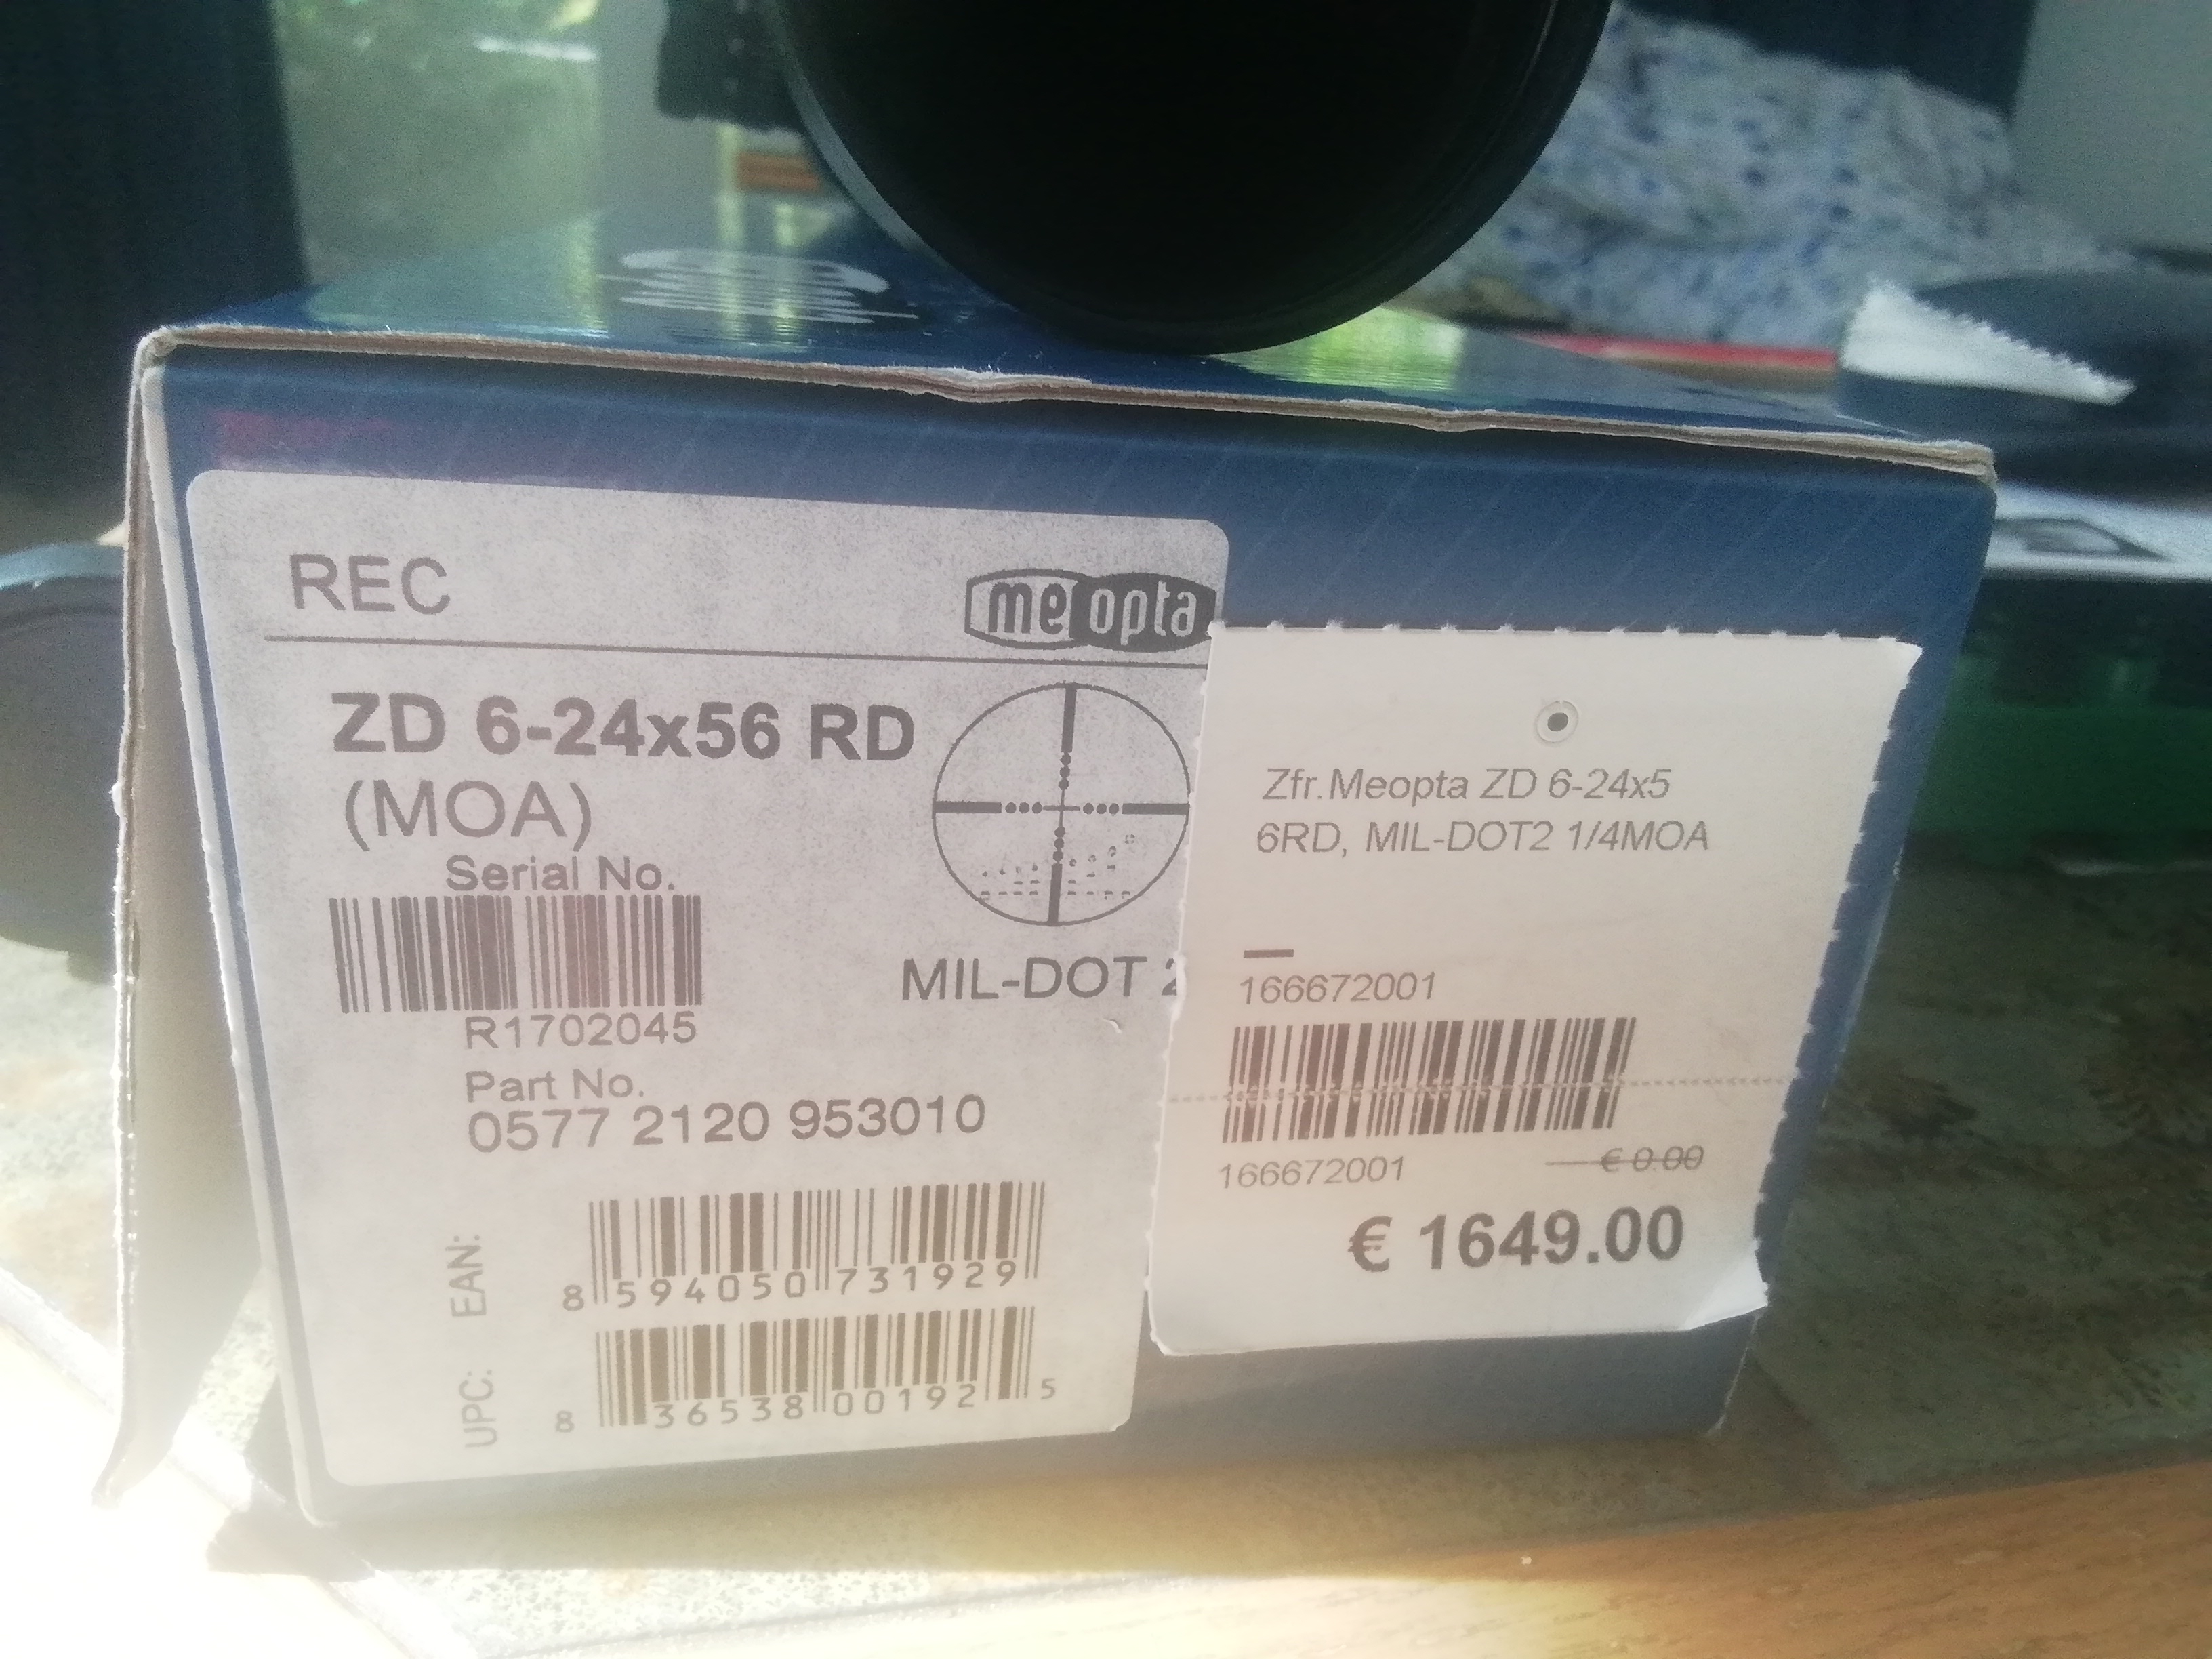 REC
meopta
ZD 6-24x56 RD
(MOA)
Serial No.
R1702045
MIL-DOT 2
Part No.
0577 2120 953010
EAN:
8 594050 731929
UPC:
8 36538 00192 5
Zfr.Meopta ZD 6-24x5
6RD, MIL-DOT2 1/4MOA
166672001
166672001
€ 0.00
€ 1649.00